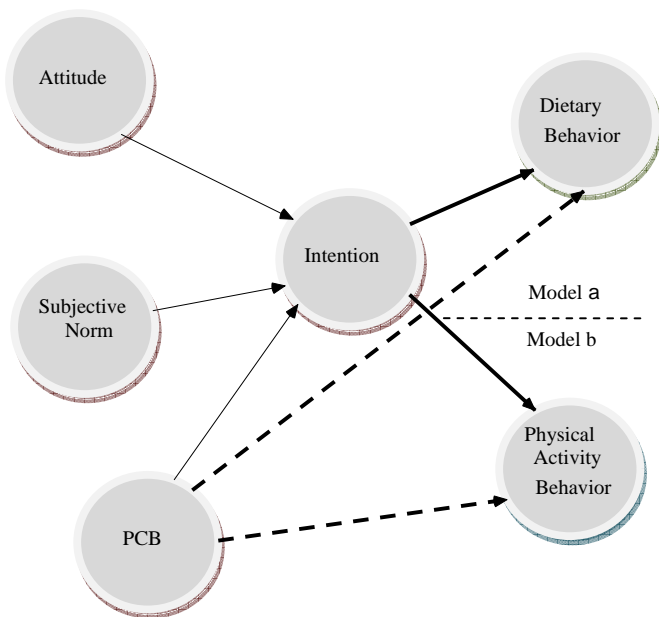 Attitude
Dietary
Behavior
Intention
Subjective
Norm
Model a
Model b
Physical
Activity
Behavior
PCB